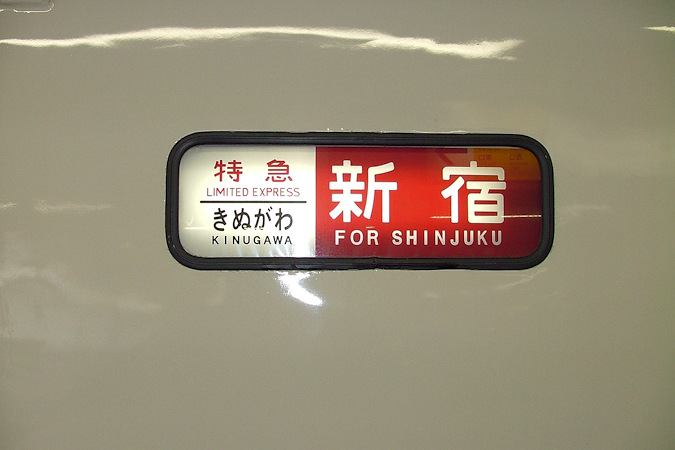 特急
LIMITED EXPRESS
きぬがわ
KINUGAWA
新宿
FOR SHINJUKU